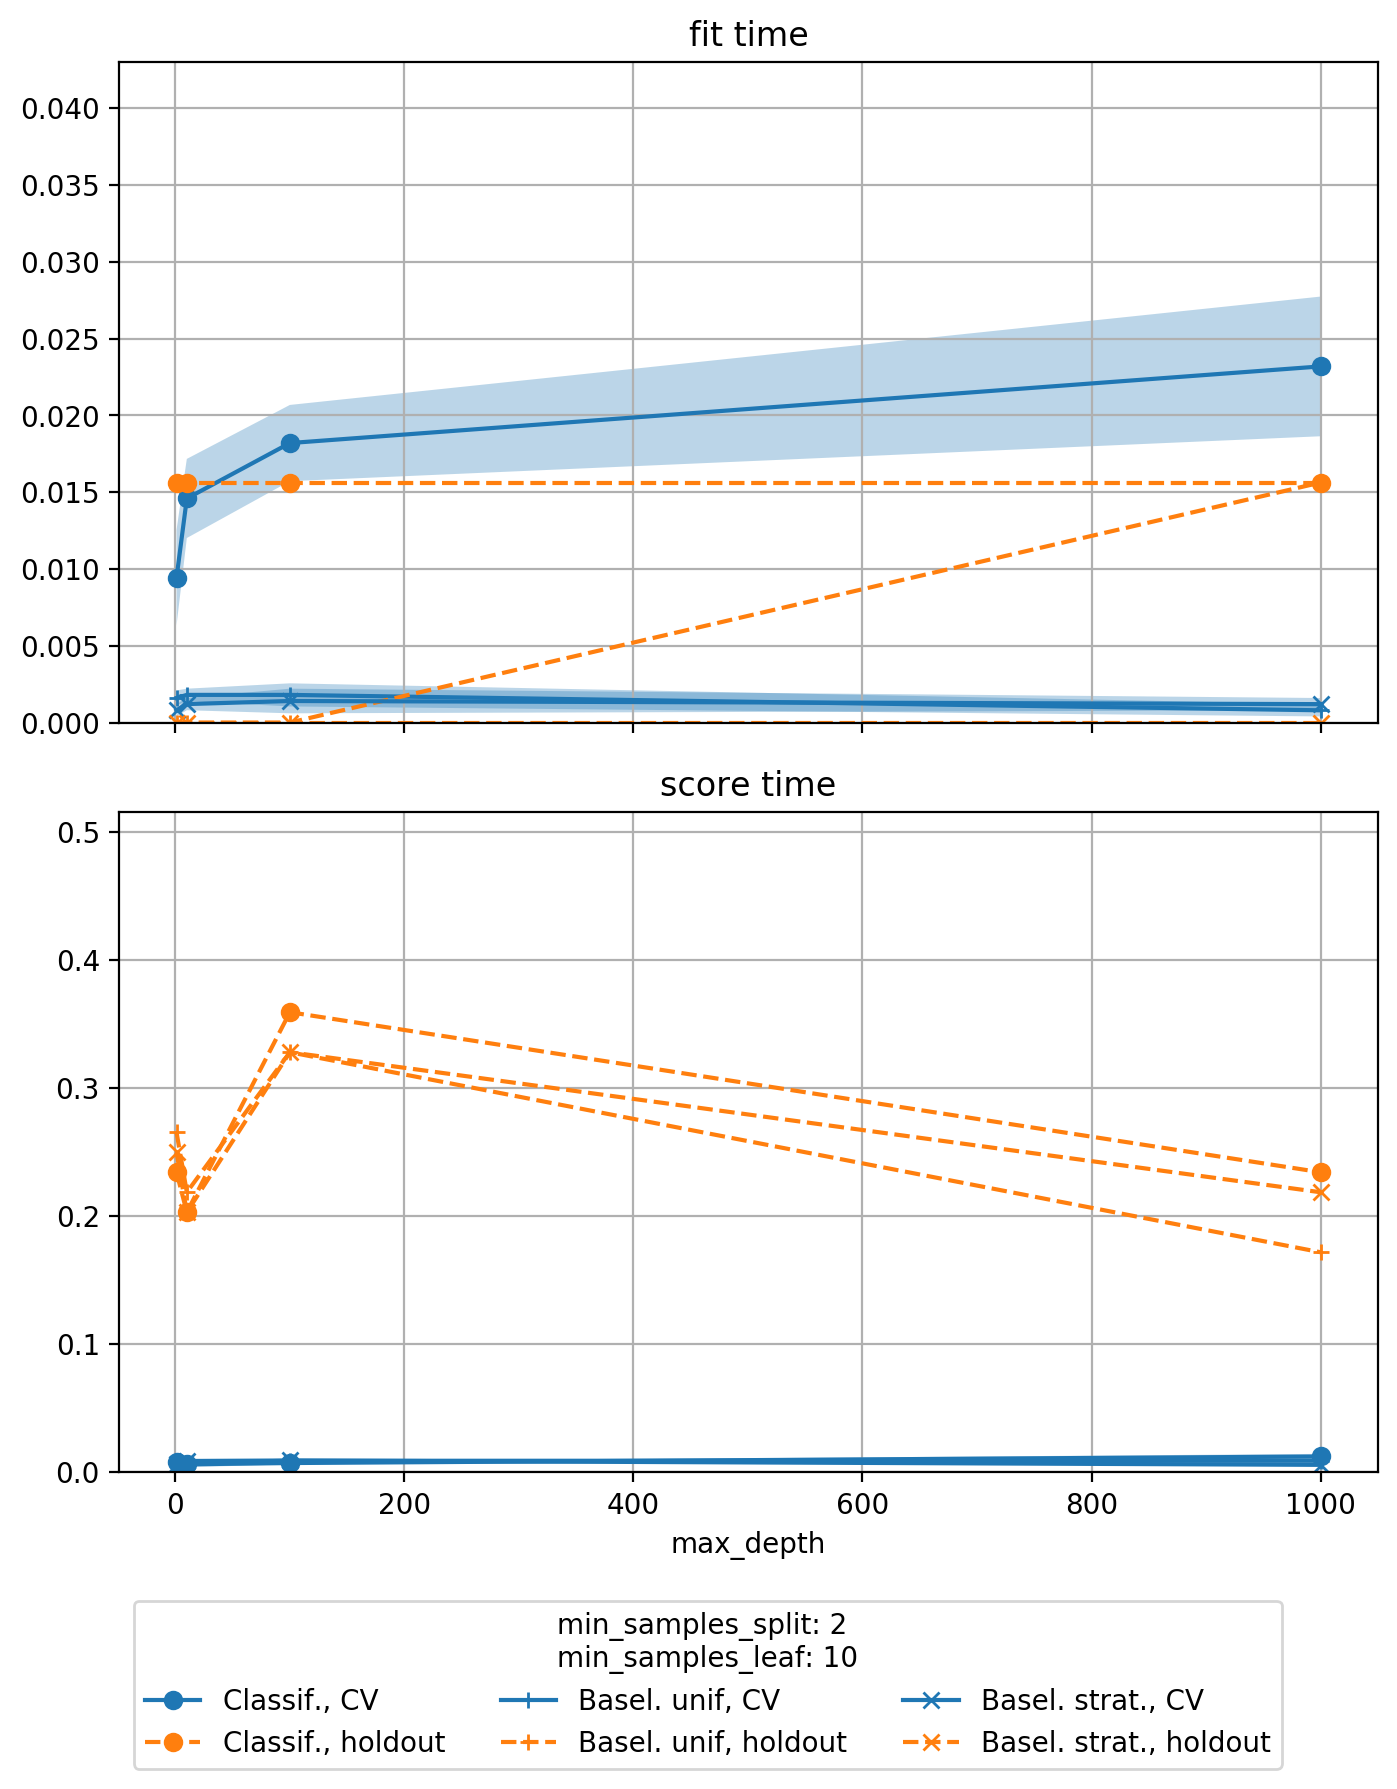 fit time
0.040
0.035
0.030
0.025
0.020
0.015
0.010
0.005
0.000
score time
0.5
0.4
0.3
0.2
0.1
0.0
0 200 400 600 800 1000
max_depth
min_samples_split: 2
min_samples_leaf: 10
Classif., CV Basel. unif, CV Basel. strat., CV
Classif., holdout Basel. unif, holdout Basel. strat., holdout